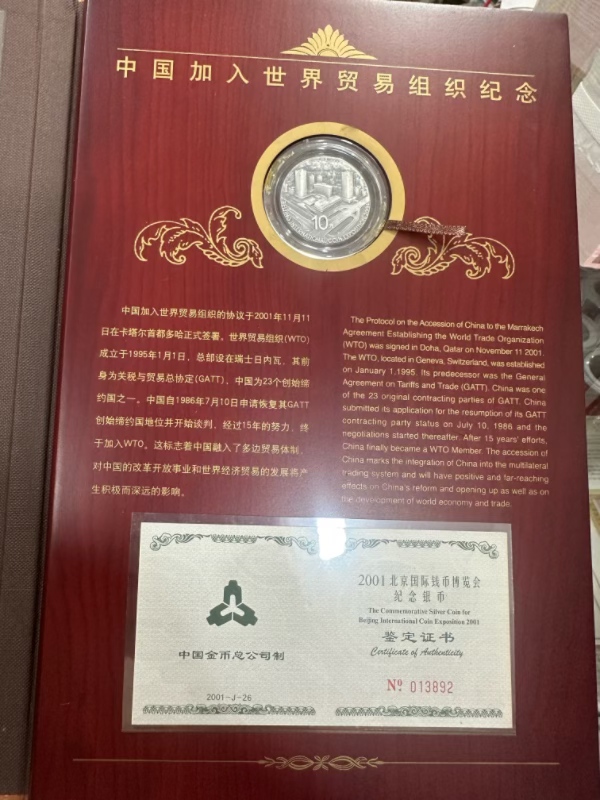 中国加入世界贸易组织纪念
10元
中国加入世界贸易组织的协议于2001年11月11
日在卡塔尔首都多哈正式签署。世界贸易组织(WTO)
成立于1995年1月1日，总部设在瑞士日内瓦，其前
身为关税与贸易总协定(GATT)，中国为23个创始缔
约国之一。中国自1986年7月10日申请恢复其GATT
创始缔约国地位并开始谈判，经过15年的努力，终
于加入WTO。这标志着中国融入了多边贸易体制，
对中国的改革开放事业和世界经济贸易的发展将产
生积极而深远的影响。
The Protocol on the Accession of China to the Marrakech
Agreement Establishing the World Trade Organization
(WTO) was signed in Doha, Qatar on November 11 2001.
The WTO, located in Geneva, Switzerland, was established
on January 1.1995. Its predecessor was the General
Agreement on Tariffs and Trade (GATT). China was one
of the 23 original contracting parties of GATT. China
submitted its application for the resumption of its GATT
contracting party status on July 10, 1986 and the
negotiations started thereafter. After 15 years' efforts,
China finally became a WTO Member. The accession of
China marks the integration of China into the multilateral
trading system and will have positive and far-reaching
effects on China's reform and opening up as well as on
the development of world economy and trade.
中国金币总公司制
2001-J-26
2001北京国际钱币博览会
纪念银币
The Commemorative Silver Coin for
Beijing International Coin Exposition 2001
鉴定证书
Certificate of Authenticity
Nº 013892